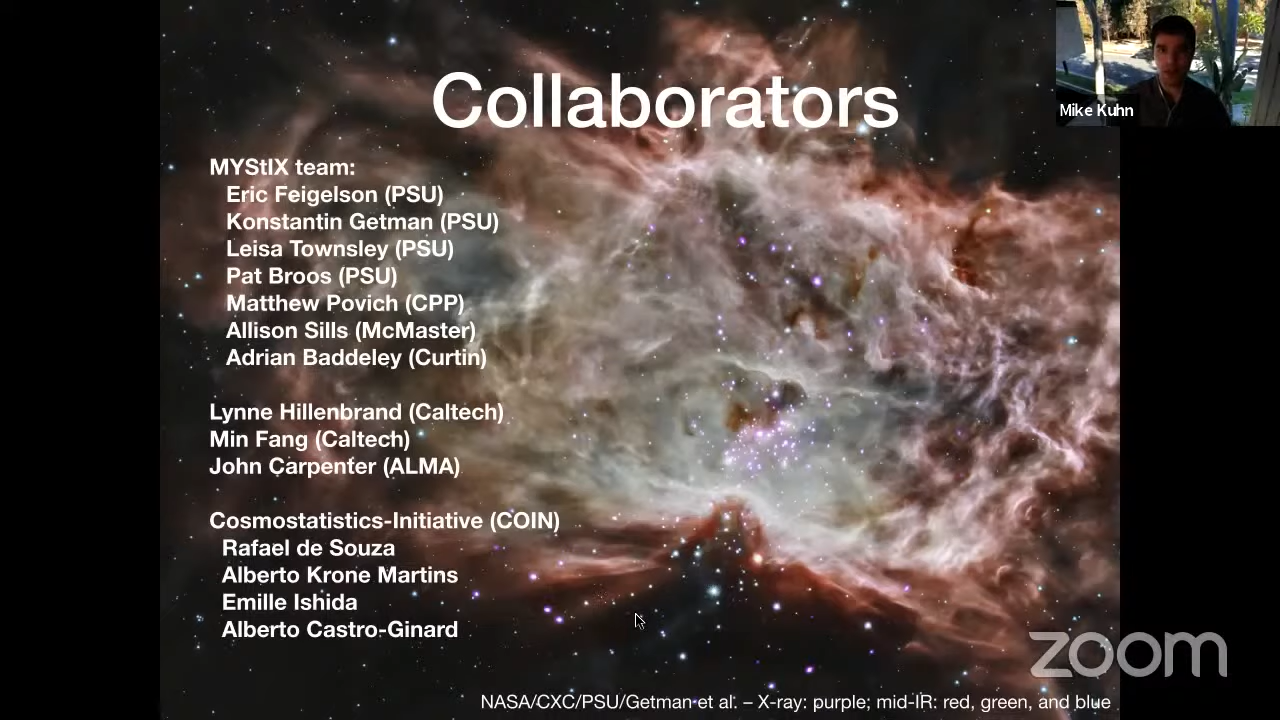 Collaborators
Mike Kuhn
MYStIX team:
Eric Feigelson (PSU)
Konstantin Getman (PSU)
Leisa Townsley (PSU)
Pat Broos (PSU)
Matthew Povich (CPP)
Allison Sills (McMaster)
Adrian Baddeley (Curtin)
Lynne Hillenbrand (Caltech)
Min Fang (Caltech)
John Carpenter (ALMA)
Cosmostatistics-Initiative (COIN)
Rafael de Souza
Alberto Krone Martins
Emille Ishida
Alberto Castro-Ginard
zoom
NASA/CXC/PSU/Getman et al. – X-ray: purple; mid-IR: red, green, and blue